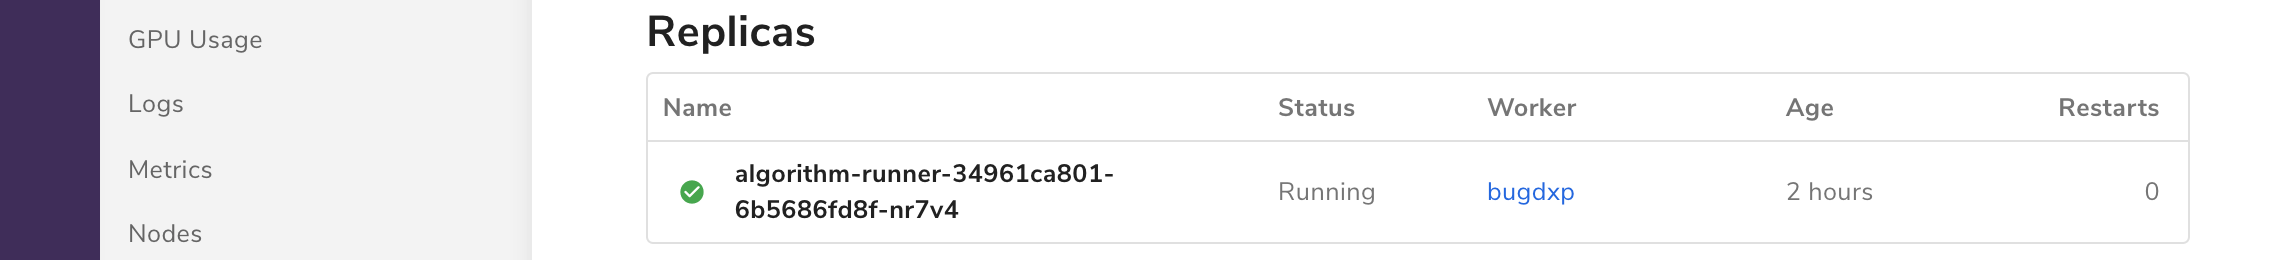 GPU Usage
Logs
Metrics
Nodes
Replicas
Name Status Worker Age Restarts
algorithm-runner-34961ca801-
6b5686fd8f-nr7v4
Running bugdxp 2 hours 0